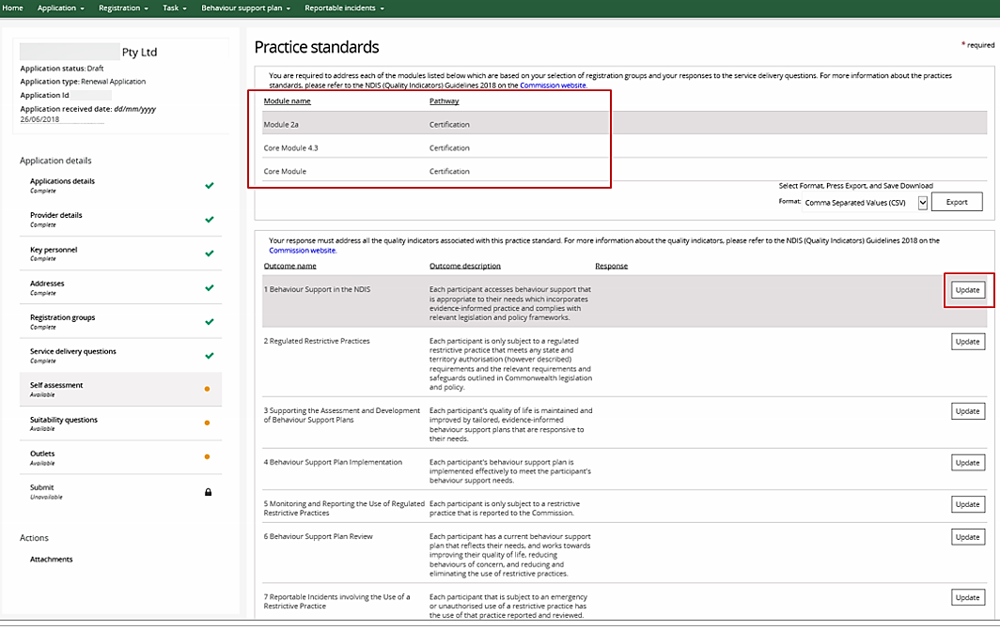 Home Application Registration Task Behaviour support plan Reportable incidents
Pty Ltd
Application status: Draft
Application type: Renewal Application
Application Id
Application received date: dd/mm/yyyy
26/06/2018
Application details
Applications details
Complete
Provider details
Complete
Key personnel
Complete
Addresses
Complete
Registration groups
Complete
Service delivery questions
Complete
Self assessment
Available
Suitability questions
Available
Outlets
Available
Submit
Unavailable
Actions
Attachments
Practice standards
* required
You are required to address each of the modules listed below which are based on your selection of registration groups and your responses to the service delivery questions. For more information about the practices
standards, please refer to the NDIS (Quality Indicators) Guidelines 2018 on the Commission website.
Module name Pathway
Module 2a Certification
Core Module 4.3 Certification
Core Module Certification
Select Format, Press Export, and Save Download
Format: Comma Separated Values (CSV) Export
Your response must address all the quality indicators associated with this practice standard. For more information about the quality indicators, please refer to the NDIS (Quality Indicators) Guidelines 2018 on the
Commission website.
Outcome name Outcome description Response
1 Behaviour Support in the NDIS
Each participant accesses behaviour support that
is appropriate to their needs which incorporates
evidence-informed practice and complies with
relevant legislation and policy frameworks.
Update
2 Regulated Restrictive Practices
Each participant is only subject to a regulated
restrictive practice that meets any state and
territory authorisation (however described)
requirements and the relevant requirements and
safeguards outlined in Commonwealth legislation
and policy.
Update
3 Supporting the Assessment and Development
of Behaviour Support Plans
Each participant's quality of life is maintained and
improved by tailored, evidence-informed
behaviour support plans that are responsive to
their needs.
Update
4 Behaviour Support Plan Implementation
Each participant's behaviour support plan is
implemented effectively to meet the participant's
behaviour support needs.
Update
5 Monitoring and Reporting the Use of Regulated
Restrictive Practices
Each participant is only subject to a restrictive
practice that is reported to the Commission.
Update
6 Behaviour Support Plan Review
Each participant has a current behaviour support
plan that reflects their needs, and works towards
improving their quality of life, reducing
behaviours of concern, and reducing and
eliminating the use of restrictive practices.
Update
7 Reportable Incidents involving the Use of a
Restrictive Practice
Each participant that is subject to an emergency
or unauthorised use of a restrictive practice has
the use of that practice reported and reviewed.
Update